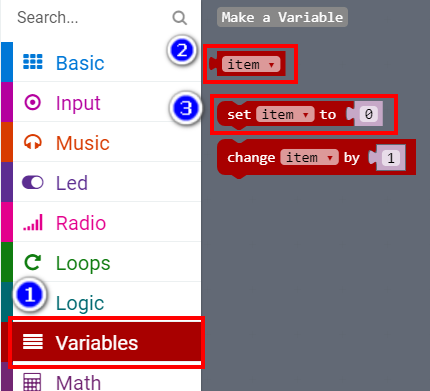 Search...
Basic
Input
Music
Led
Radio
Loops
1
Logic
Variables
Math
Make a Variable
2
item
3
set item to 0
change item by 1